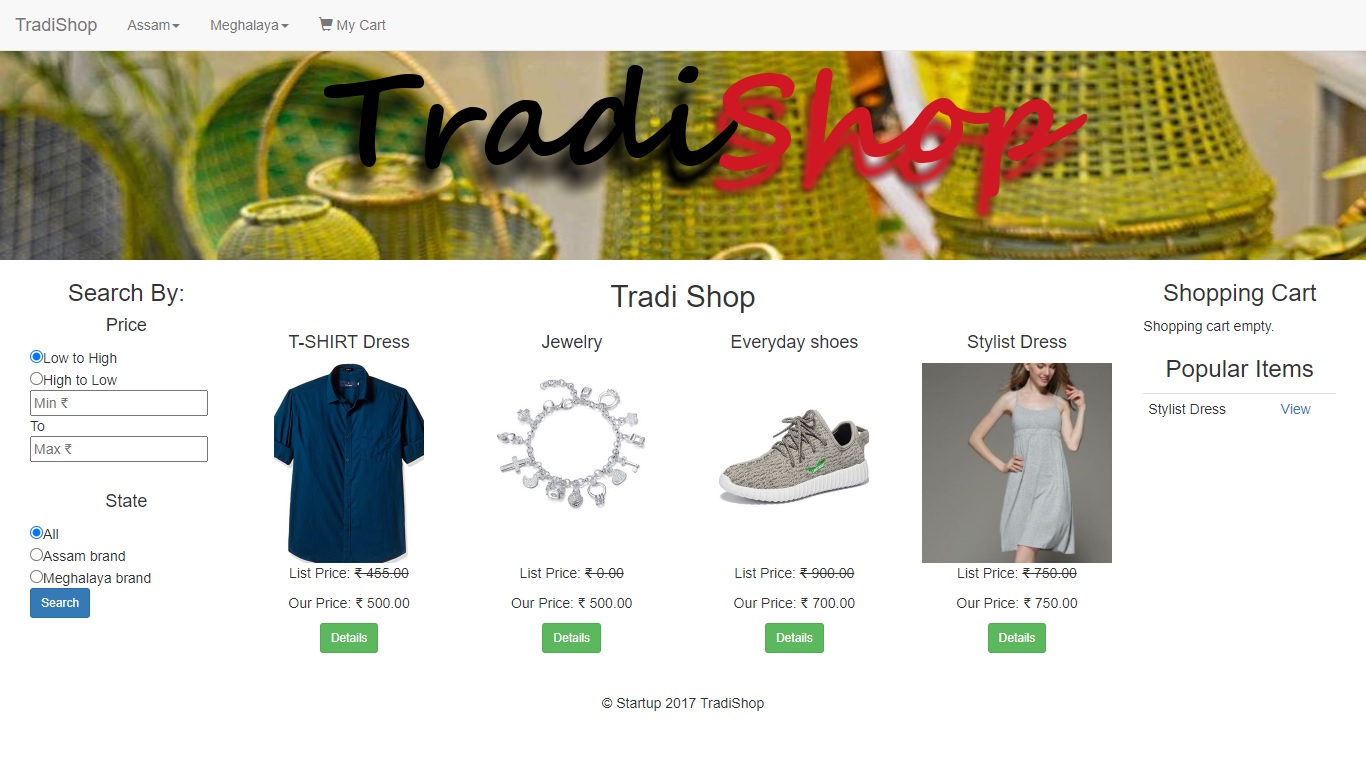 TradiShop
Assam
Meghalaya
My Cart
TradiShop
Search By:
Price
Low to High
High to Low
Min ₹
To
Max ₹
State
All
Assam brand
Meghalaya brand
Search
Tradi Shop
T-SHIRT Dress
List Price: ₹ 455.00
Our Price: ₹ 500.00
Details
Jewelry
List Price: ₹ 0.00
Our Price: ₹ 500.00
Details
Everyday shoes
List Price: ₹ 900.00
Our Price: ₹ 700.00
Details
Stylist Dress
List Price: ₹ 750.00
Our Price: ₹ 750.00
Details
Shopping Cart
Shopping cart empty.
Popular Items
Stylist Dress View
© Startup 2017 TradiShop